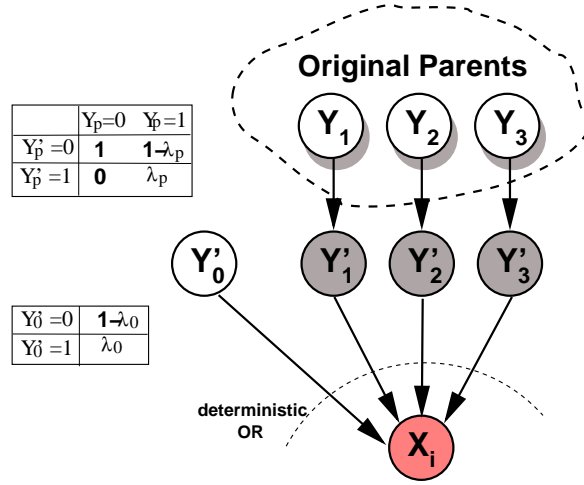 Original Parents
Y₁ Y₂ Y₃
Yp=0 Yp=1
Y'p=0 1 1-λp
Y'p=1 0 λp
Y'₀ Y'₁ Y'₂ Y'₃
Y'₀=0 1-λ₀
Y'₀=1 λ₀
deterministic
OR
Xᵢ